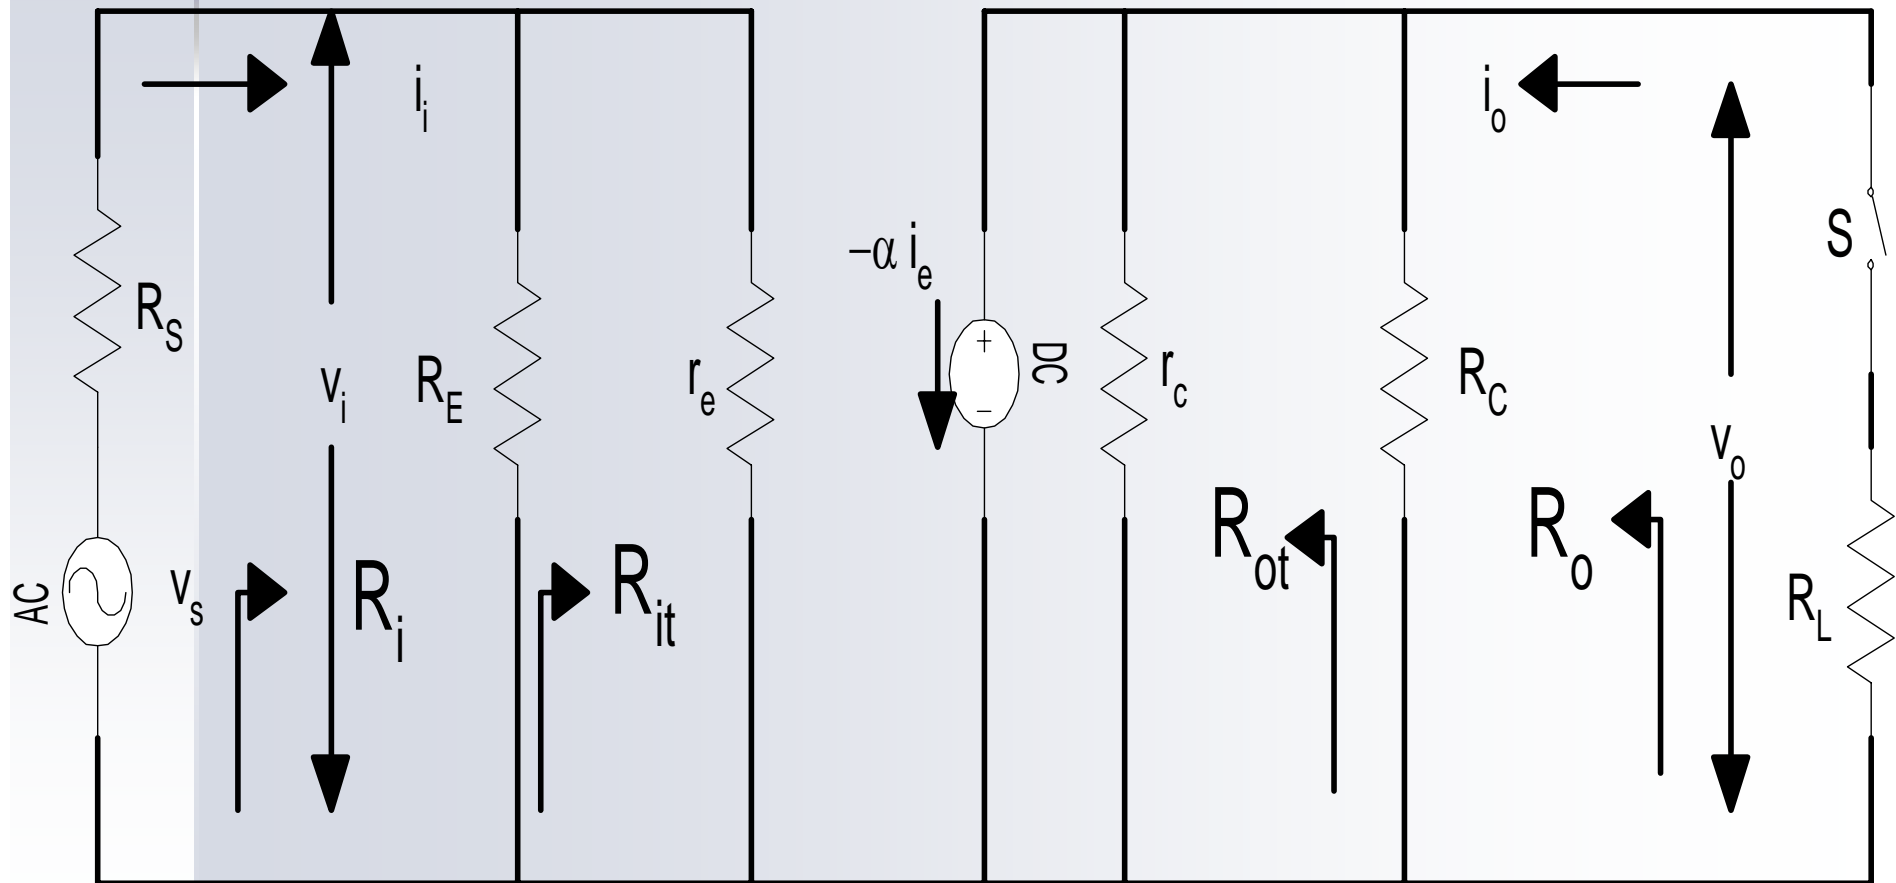 i_i
i_o
S
−α i_e
R_S
v_i
R_E
r_e
+
DC
−
r_c
R_C
v_o
AC
v_s
R_i
R_it
R_ot
R_o
R_L